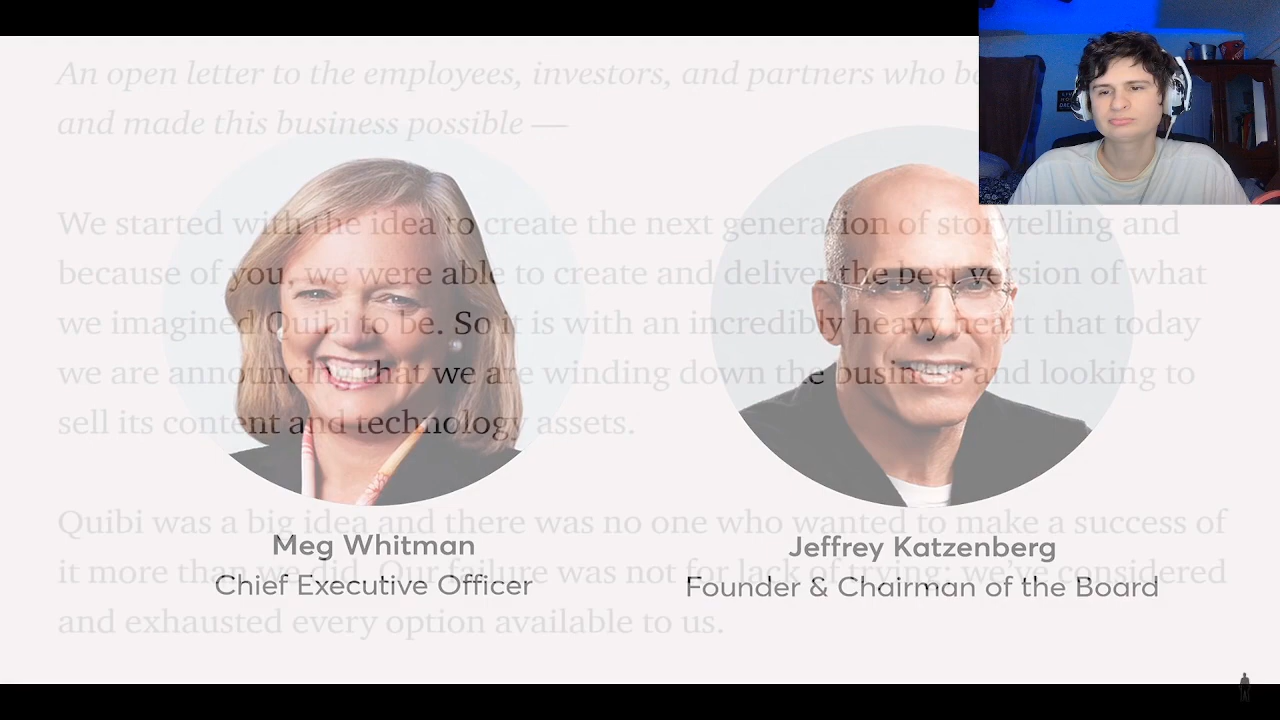 An open letter to the employees, investors, and partners who be
and made this business possible —
We started with the idea to create the next generation of storytelling and
because of you, we were able to create and deliver the best version of what
we imagined Quibi to be. So it is with an incredibly heavy heart that today
we are announcing that we are winding down the business and looking to
sell its content and technology assets.
Quibi was a big idea and there was no one who wanted to make a success of
it more than we did. Our failure was not for lack of trying; we’ve considered
and exhausted every option available to us.
Meg Whitman
Chief Executive Officer
Jeffrey Katzenberg
Founder & Chairman of the Board